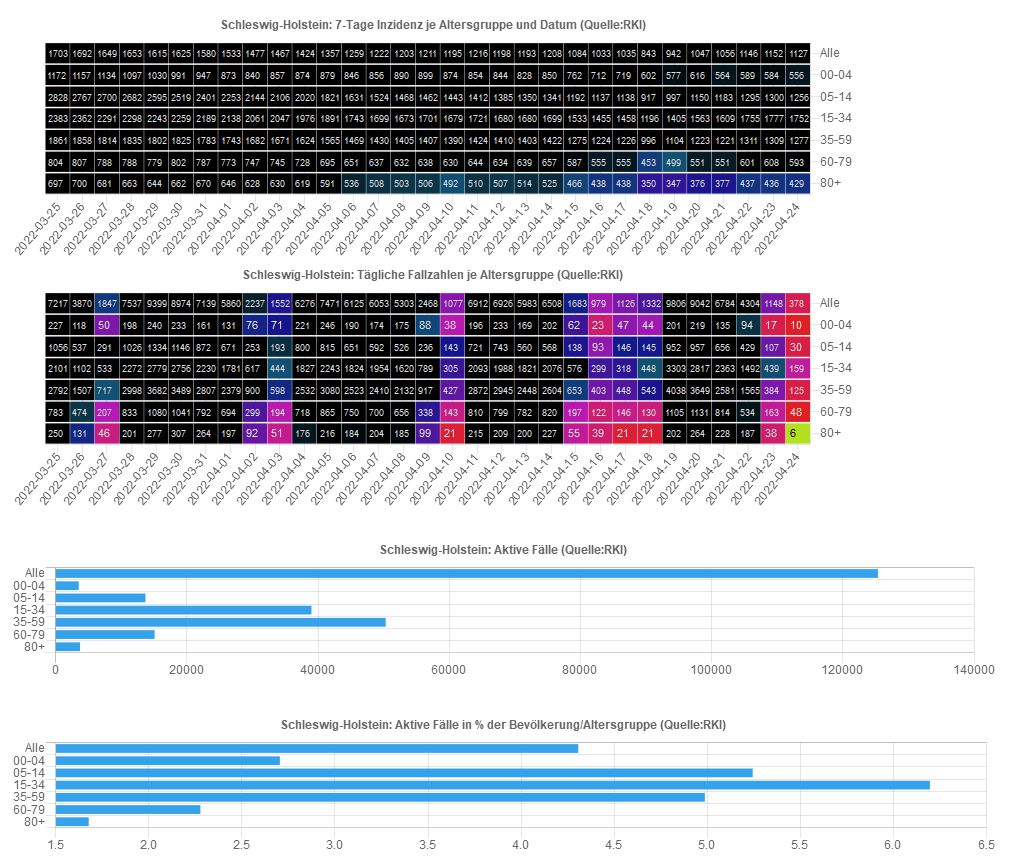 Schleswig-Holstein: 7-Tage Inzidenz je Altersgruppe und Datum (Quelle:RKI)
1703 1692 1649 1653 1615 1625 1580 1533 1477 1467 1424 1357 1259 1222 1203 1211 1195 1216 1198 1193 1208 1084 1033 1035 843 942 1047 1056 1146 1152 1127 Alle
1172 1157 1134 1097 1030 991 947 873 840 857 874 879 846 856 890 899 874 854 844 828 850 762 712 719 602 577 616 564 589 584 556 00-04
2828 2767 2700 2682 2595 2519 2401 2253 2144 2106 2020 1821 1631 1524 1468 1462 1443 1412 1385 1350 1341 1192 1137 1138 917 997 1150 1183 1295 1300 1256 05-14
2383 2362 2291 2298 2243 2259 2189 2138 2061 2047 1976 1891 1743 1699 1673 1701 1679 1721 1680 1680 1699 1533 1455 1458 1196 1405 1563 1609 1755 1777 1752 15-34
1861 1858 1814 1835 1802 1825 1783 1743 1682 1671 1624 1565 1469 1430 1405 1407 1390 1411 1390 1403 1422 1275 1224 1226 996 1104 1223 1221 1311 1309 1277 35-59
804 807 788 788 779 802 787 773 747 745 728 695 651 637 632 638 630 644 634 639 657 587 555 555 453 499 551 551 601 608 593 60-79
697 700 681 663 644 662 670 646 628 630 619 591 536 508 503 506 492 510 507 514 525 466 438 438 350 347 376 377 437 436 429 80+
2022-03-25 2022-03-26 2022-03-27 2022-03-28 2022-03-29 2022-03-30 2022-03-31 2022-04-01 2022-04-02 2022-04-03 2022-04-04 2022-04-05 2022-04-06 2022-04-07 2022-04-08 2022-04-09 2022-04-10 2022-04-11 2022-04-12 2022-04-13 2022-04-14 2022-04-15 2022-04-16 2022-04-17 2022-04-18 2022-04-19 2022-04-20 2022-04-21 2022-04-22 2022-04-23 2022-04-24
Schleswig-Holstein: Tägliche Fallzahlen je Altersgruppe (Quelle:RKI)
7217 3870 1847 7537 9399 8974 7139 5860 2237 1552 6276 7471 6125 6053 5303 2468 1077 6912 6926 5983 6508 1683 979 1126 1332 9806 9042 6784 4304 1148 378 Alle
227 118 50 198 240 233 161 131 76 71 221 246 190 174 175 88 38 196 233 169 202 62 23 47 44 201 219 135 94 17 10 00-04
1056 537 291 1026 1334 1146 872 671 253 193 800 815 651 592 526 236 143 721 743 560 568 138 93 146 145 952 957 656 429 107 30 05-14
2101 1102 533 2272 2779 2756 2230 1781 617 444 1827 2243 1824 1954 1620 789 305 2093 1988 1821 2076 576 299 318 448 3303 2817 2363 1492 439 159 15-34
2792 1507 717 2998 3682 3489 2807 2379 900 598 2532 3080 2523 2410 2132 917 427 2872 2945 2448 2604 653 403 448 543 4038 3649 2581 1565 384 125 35-59
783 474 207 833 1080 1041 792 694 299 194 718 865 750 700 656 338 143 810 799 782 820 197 122 146 130 1105 1131 814 534 163 48 60-79
250 131 46 201 277 307 264 197 92 51 176 216 184 204 185 99 21 215 209 200 227 55 39 21 21 202 264 228 187 38 6 80+
2022-03-25 2022-03-26 2022-03-27 2022-03-28 2022-03-29 2022-03-30 2022-03-31 2022-04-01 2022-04-02 2022-04-03 2022-04-04 2022-04-05 2022-04-06 2022-04-07 2022-04-08 2022-04-09 2022-04-10 2022-04-11 2022-04-12 2022-04-13 2022-04-14 2022-04-15 2022-04-16 2022-04-17 2022-04-18 2022-04-19 2022-04-20 2022-04-21 2022-04-22 2022-04-23 2022-04-24
Schleswig-Holstein: Aktive Fälle (Quelle:RKI)
Alle
00-04
05-14
15-34
35-59
60-79
80+
0 20000 40000 60000 80000 100000 120000 140000
Schleswig-Holstein: Aktive Fälle in % der Bevölkerung/Altersgruppe (Quelle:RKI)
Alle
00-04
05-14
15-34
35-59
60-79
80+
1.5 2.0 2.5 3.0 3.5 4.0 4.5 5.0 5.5 6.0 6.5